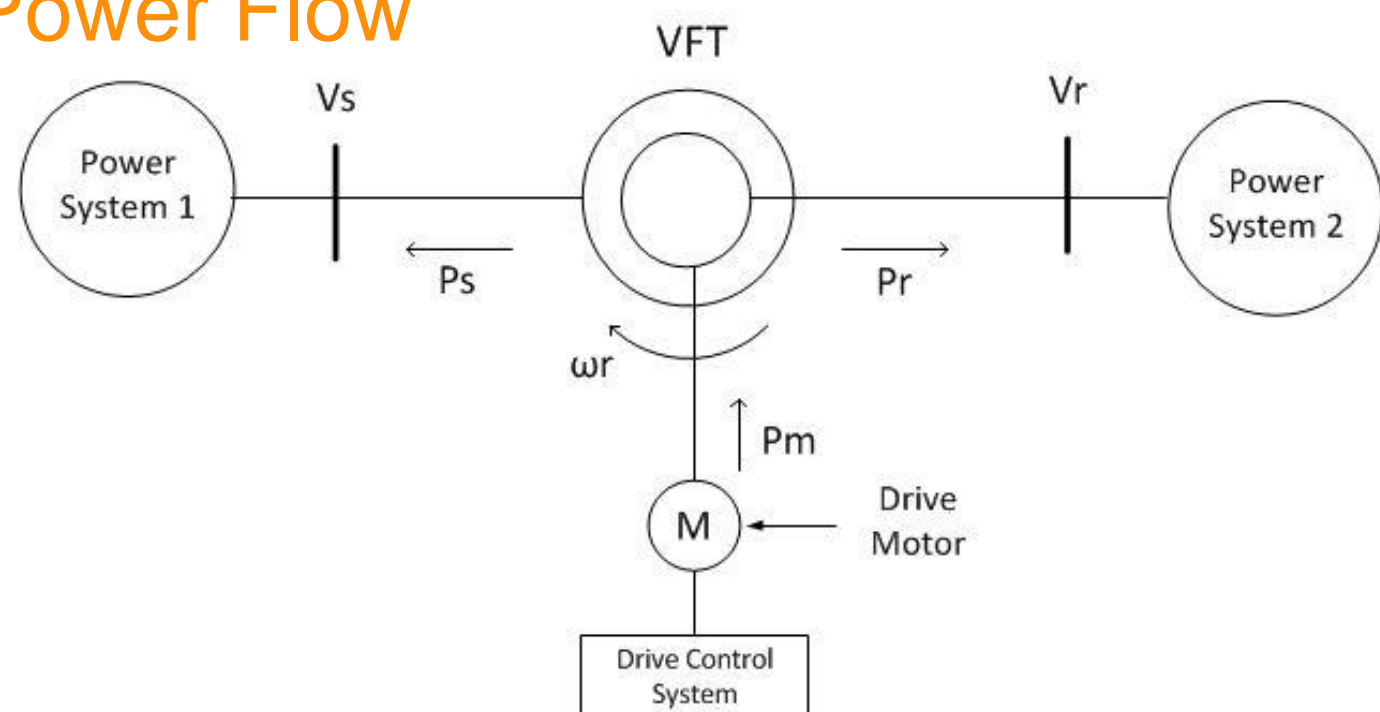 Power Flow
VFT
Vs
Vr
Power
System 1
Power
System 2
Ps
Pr
ωr
Pm
M
Drive
Motor
Drive Control
System